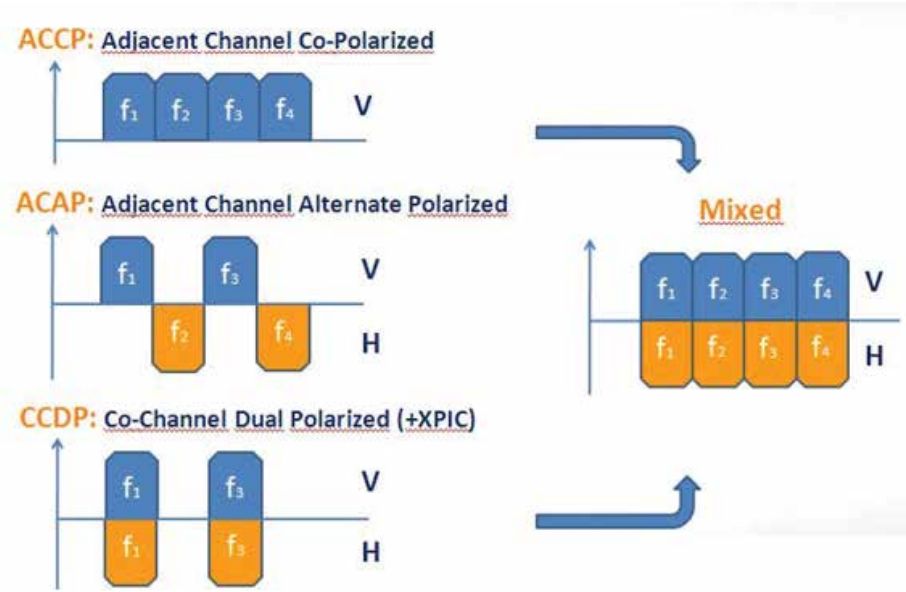 ACCP: Adjacent Channel Co-Polarized
f₁ f₂ f₃ f₄ V
ACAP: Adjacent Channel Alternate Polarized
f₁ f₃ V
f₂ f₄ H
CCDP: Co-Channel Dual Polarized (+XPIC)
f₁ f₃ V
f₁ f₃ H
Mixed
f₁ f₂ f₃ f₄ V
f₁ f₂ f₃ f₄ H